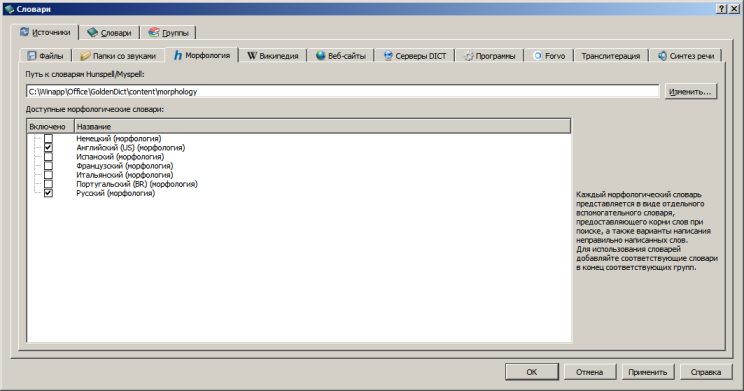 Словари
Источники Словари Группы
Файлы Папки со звуками Морфология Википедия Веб-сайты Серверы DICT Программы Forvo Транслитерация Синтез речи
Путь к словарям Hunspell/Myspell:
C:\Winapp\Office\GoldenDict\content\morphology Изменить...
Доступные морфологические словари:
Включено Название
Немецкий (морфология)
Английский (US) (морфология)
Испанский (морфология)
Французский (морфология)
Итальянский (морфология)
Португальский (BR) (морфология)
Русский (морфология)
Каждый морфологический словарь
представляется в виде отдельного
вспомогательного словаря,
предоставляющего корни слов при
поиске, а также варианты написания
неправильно написанных слов.
Для использования словарей
добавляйте соответствующие словари
в конец соответствующих групп.
OK Отмена Применить Справка